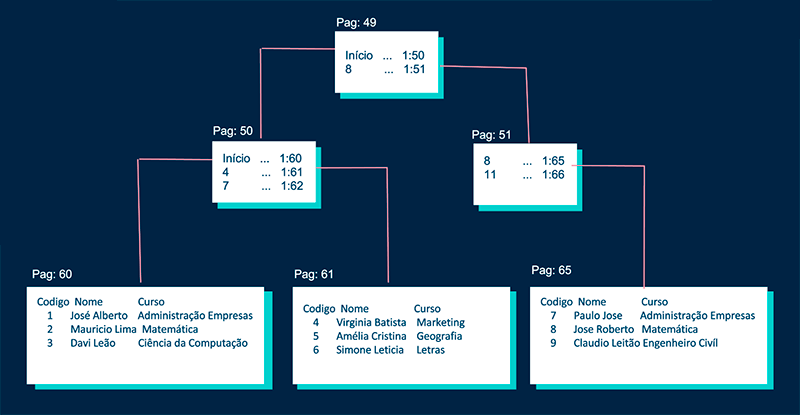 Pag: 49
Início ... 1:50
8 ... 1:51
Pag: 50
Início ... 1:60
4 ... 1:61
7 ... 1:62
Pag: 51
8 ... 1:65
11 ... 1:66
Pag: 60
Codigo Nome Curso
1 José Alberto Administração Empresas
2 Mauricio Lima Matemática
3 Davi Leão Ciência da Computação
Pag: 61
Codigo Nome Curso
4 Virginia Batista Marketing
5 Amélia Cristina Geografia
6 Simone Leticia Letras
Pag: 65
Codigo Nome Curso
7 Paulo Jose Administração Empresas
8 Jose Roberto Matemática
9 Claudio Leitão Engenheiro Civíl